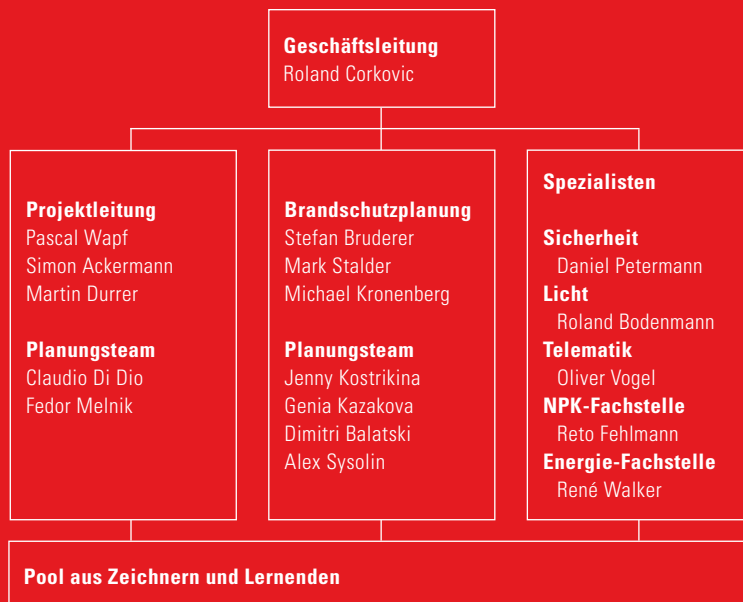 Geschäftsleitung
Roland Corkovic
Projektleitung
Pascal Wapf
Simon Ackermann
Martin Durrer
Planungsteam
Claudio Di Dio
Fedor Melnik
Brandschutzplanung
Stefan Bruderer
Mark Stalder
Michael Kronenberg
Planungsteam
Jenny Kostrikina
Genia Kazakova
Dimitri Balatski
Alex Sysolin
Spezialisten
Sicherheit
Daniel Petermann
Licht
Roland Bodenmann
Telematik
Oliver Vogel
NPK-Fachstelle
Reto Fehlmann
Energie-Fachstelle
René Walker
Pool aus Zeichnern und Lernenden